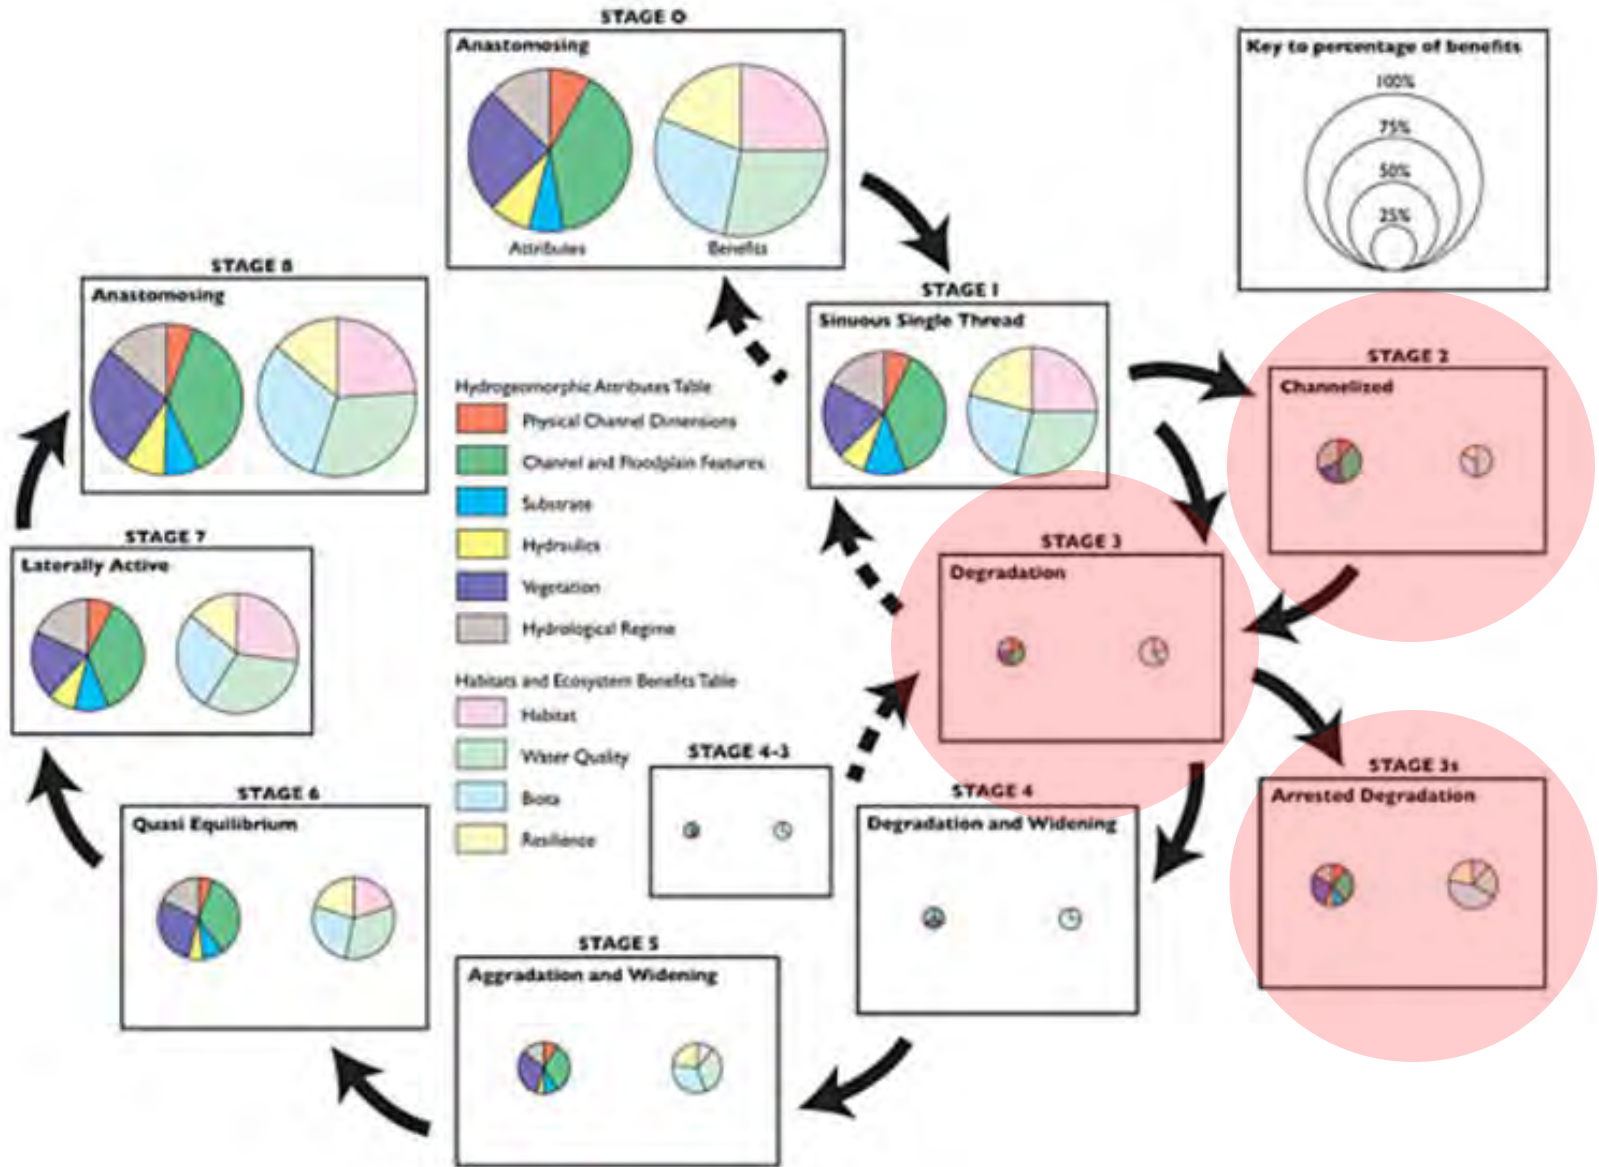 STAGE 0
Anastomosing
Attributes
Benefits
Key to percentage of benefits
100%
75%
50%
25%
STAGE 8
Anastomosing
STAGE 1
Sinuous Single Thread
STAGE 2
Channelized
Hydrogeomorphic Attributes Table
Physical Channel Dimensions
Channel and Floodplain Features
Substrate
Hydraulics
Vegetation
Hydrological Regime
Habitats and Ecosystem Benefits Table
Habitat
Water Quality
Biota
Resilience
STAGE 7
Laterally Active
STAGE 3
Degradation
STAGE 4-3
STAGE 3s
Arrested Degradation
STAGE 6
Quasi Equilibrium
STAGE 4
Degradation and Widening
STAGE 5
Aggradation and Widening